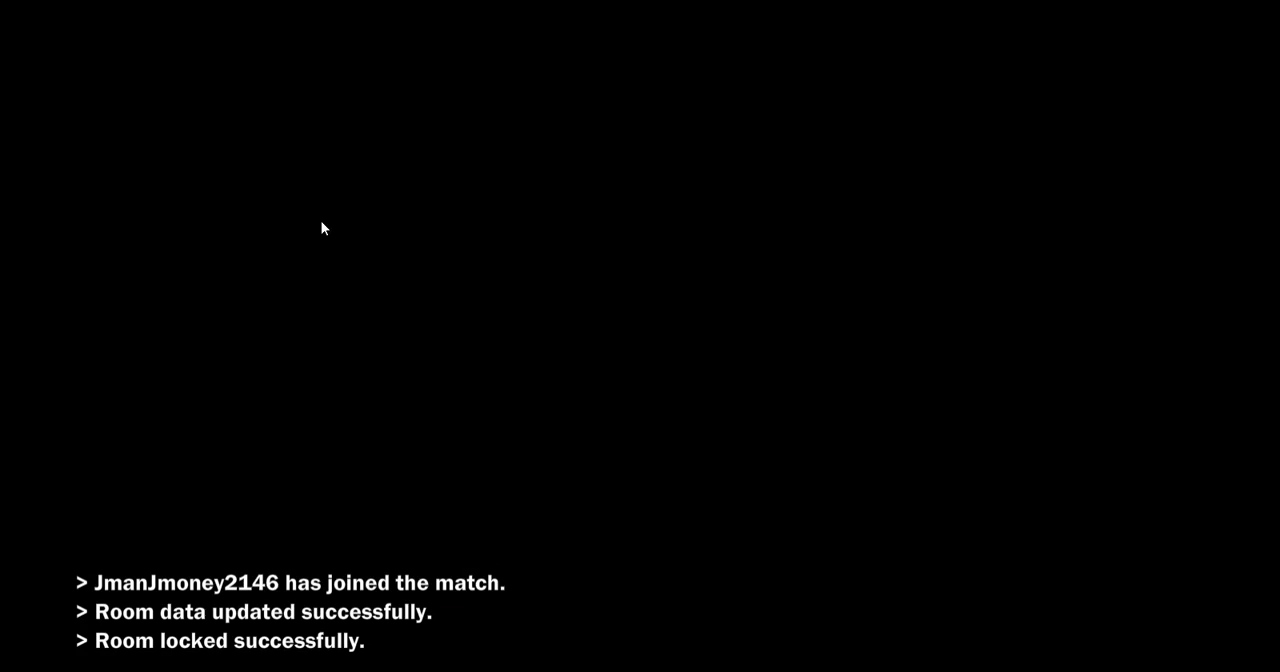 > JmanJmoney2146 has joined the match.
> Room data updated successfully.
> Room locked successfully.